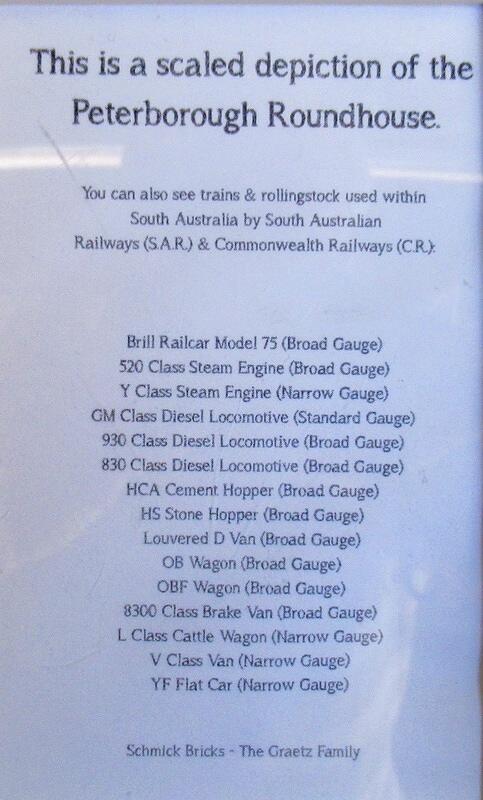 This is a scaled depiction of the
Peterborough Roundhouse.
You can also see trains & rollingstock used within
South Australia by South Australian
Railways (S.A.R.) & Commonwealth Railways (C.R.):
Brill Railcar Model 75 (Broad Gauge)
520 Class Steam Engine (Broad Gauge)
Y Class Steam Engine (Narrow Gauge)
GM Class Diesel Locomotive (Standard Gauge)
930 Class Diesel Locomotive (Broad Gauge)
830 Class Diesel Locomotive (Broad Gauge)
HCA Cement Hopper (Broad Gauge)
HS Stone Hopper (Broad Gauge)
Louvered D Van (Broad Gauge)
OB Wagon (Broad Gauge)
OBF Wagon (Broad Gauge)
8300 Class Brake Van (Broad Gauge)
L Class Cattle Wagon (Narrow Gauge)
V Class Van (Narrow Gauge)
YF Flat Car (Narrow Gauge)
Schmick Bricks - The Graetz Family